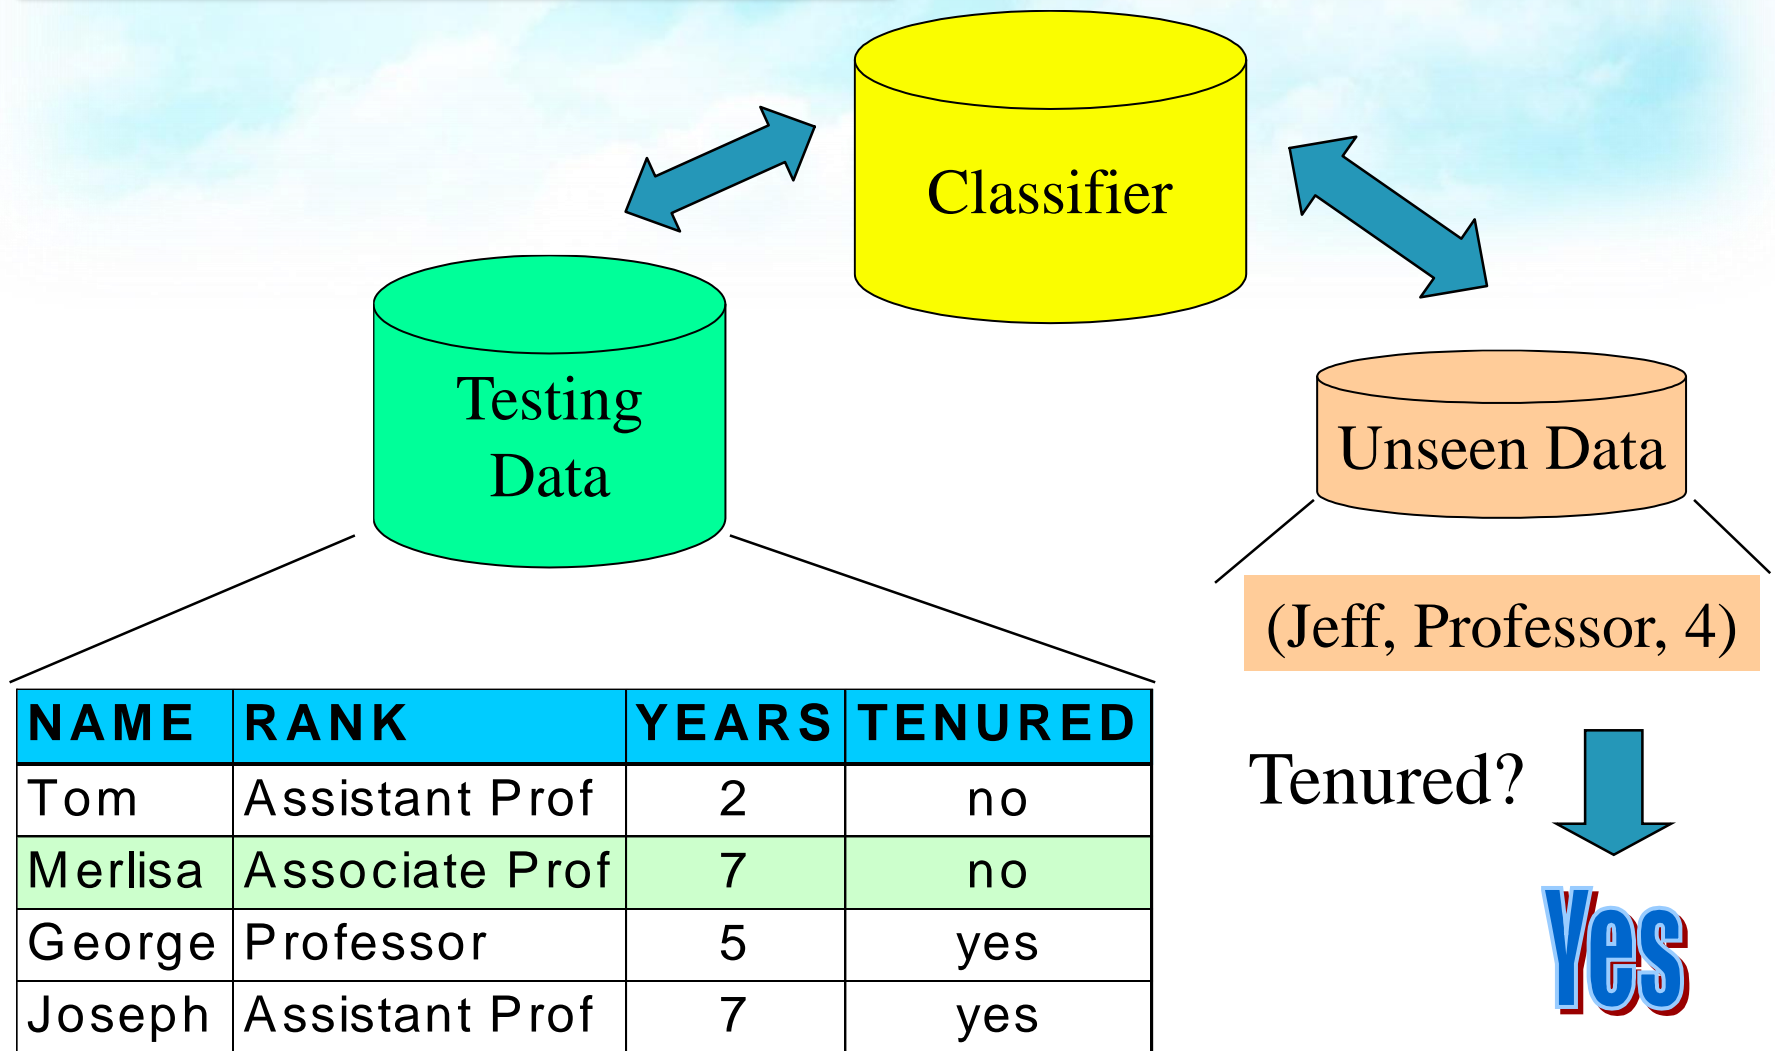 Classifier
Testing
Data
Unseen Data
(Jeff, Professor, 4)
NAME RANK YEARS TENURED
Tom Assistant Prof 2 no
Merlisa Associate Prof 7 no
George Professor 5 yes
Joseph Assistant Prof 7 yes
Tenured?
Yes